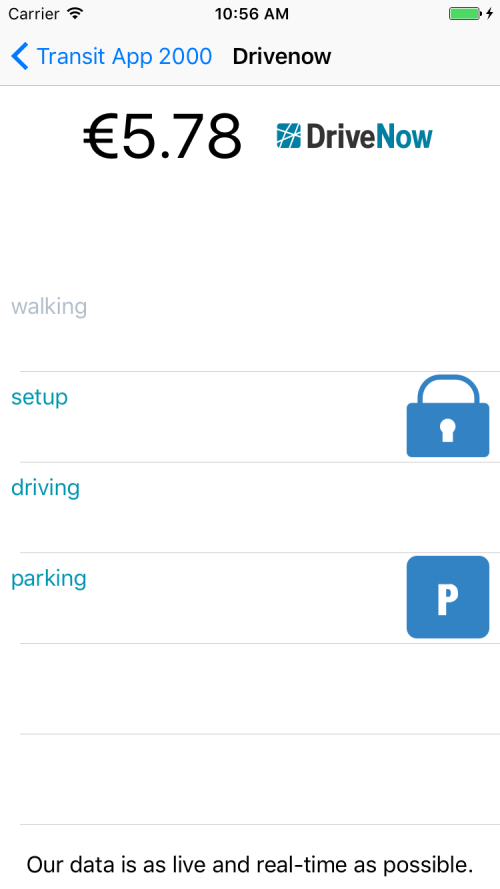 Carrier 10:56 AM
Transit App 2000 Drivenow
€5.78 DriveNow
walking
setup
driving
parking
P
Our data is as live and real-time as possible.